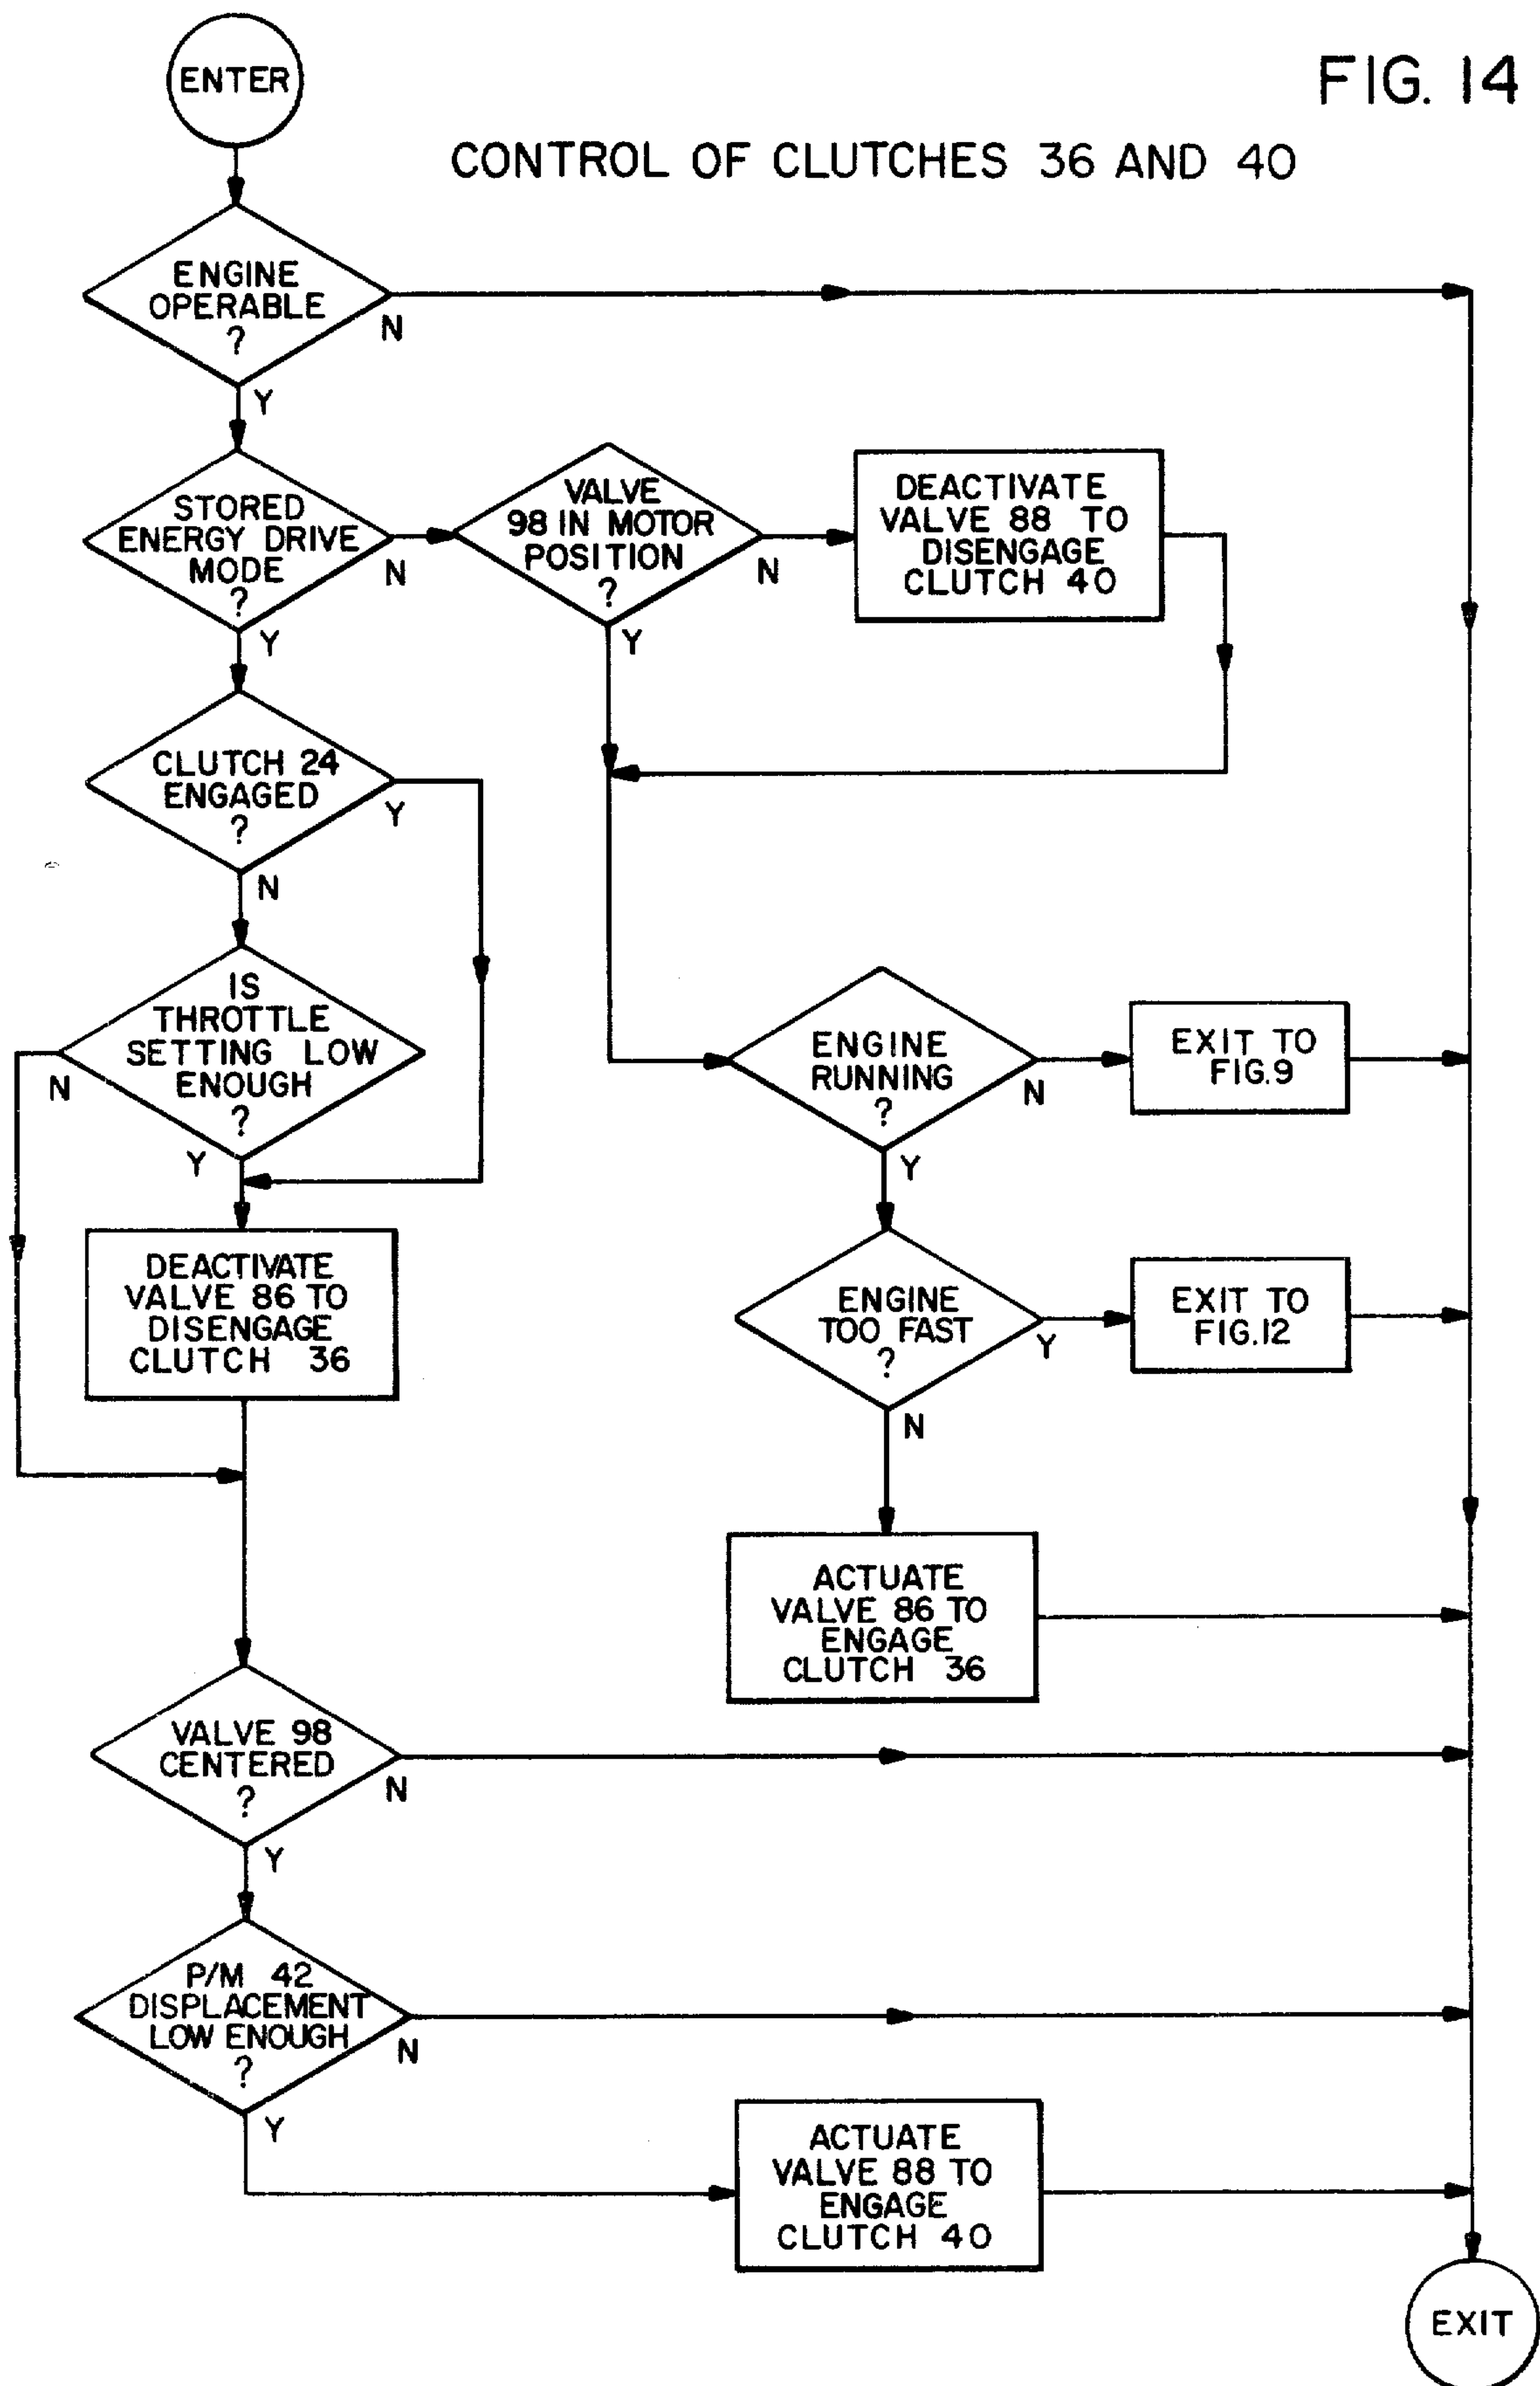 FIG. 14
ENTER
CONTROL OF CLUTCHES 36 AND 40
ENGINE
OPERABLE
?
N
Y
STORED
ENERGY DRIVE
MODE
?
N
Y
VALVE
98 IN MOTOR
POSITION
?
N
Y
DEACTIVATE
VALVE 88 TO
DISENGAGE
CLUTCH 40
CLUTCH 24
ENGAGED
?
Y
N
IS
THROTTLE
SETTING LOW
ENOUGH
?
N
Y
ENGINE
RUNNING
?
N
Y
EXIT TO
FIG.9
DEACTIVATE
VALVE 86 TO
DISENGAGE
CLUTCH 36
ENGINE
TOO FAST
?
Y
N
EXIT TO
FIG.12
ACTUATE
VALVE 86 TO
ENGAGE
CLUTCH 36
VALVE 98
CENTERED
?
N
Y
P/M 42
DISPLACEMENT
LOW ENOUGH
?
N
Y
ACTUATE
VALVE 88 TO
ENGAGE
CLUTCH 40
EXIT